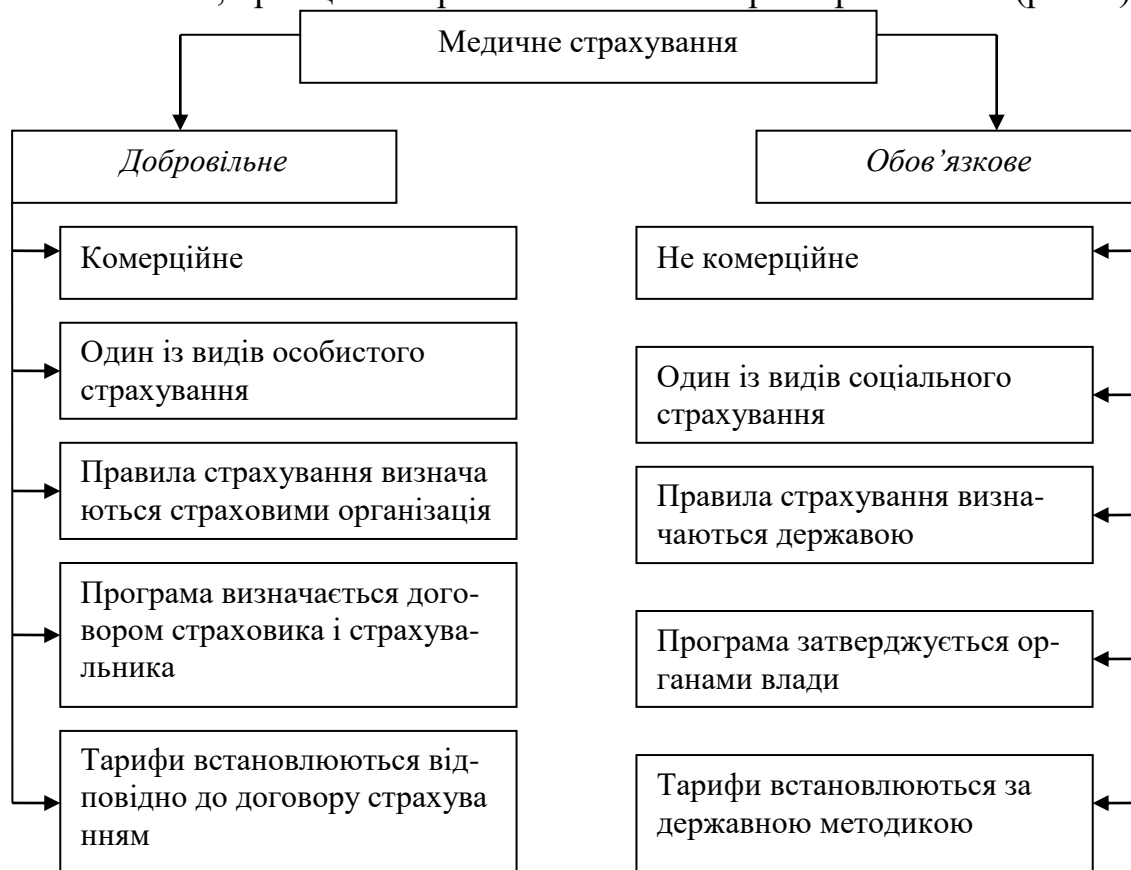 Медичне страхування
Добровільне
Обов’язкове
Комерційне
Не комерційне
Один із видів особистого
страхування
Один із видів соціального
страхування
Правила страхування визнача
ються страховими організація
Правила страхування визна-
чаються державою
Програма визначається дого-
вором страховика і страхува-
льника
Програма затверджується ор-
ганами влади
Тарифи встановлюються від-
повідно до договору страхува
нням
Тарифи встановлюються за
державною методикою